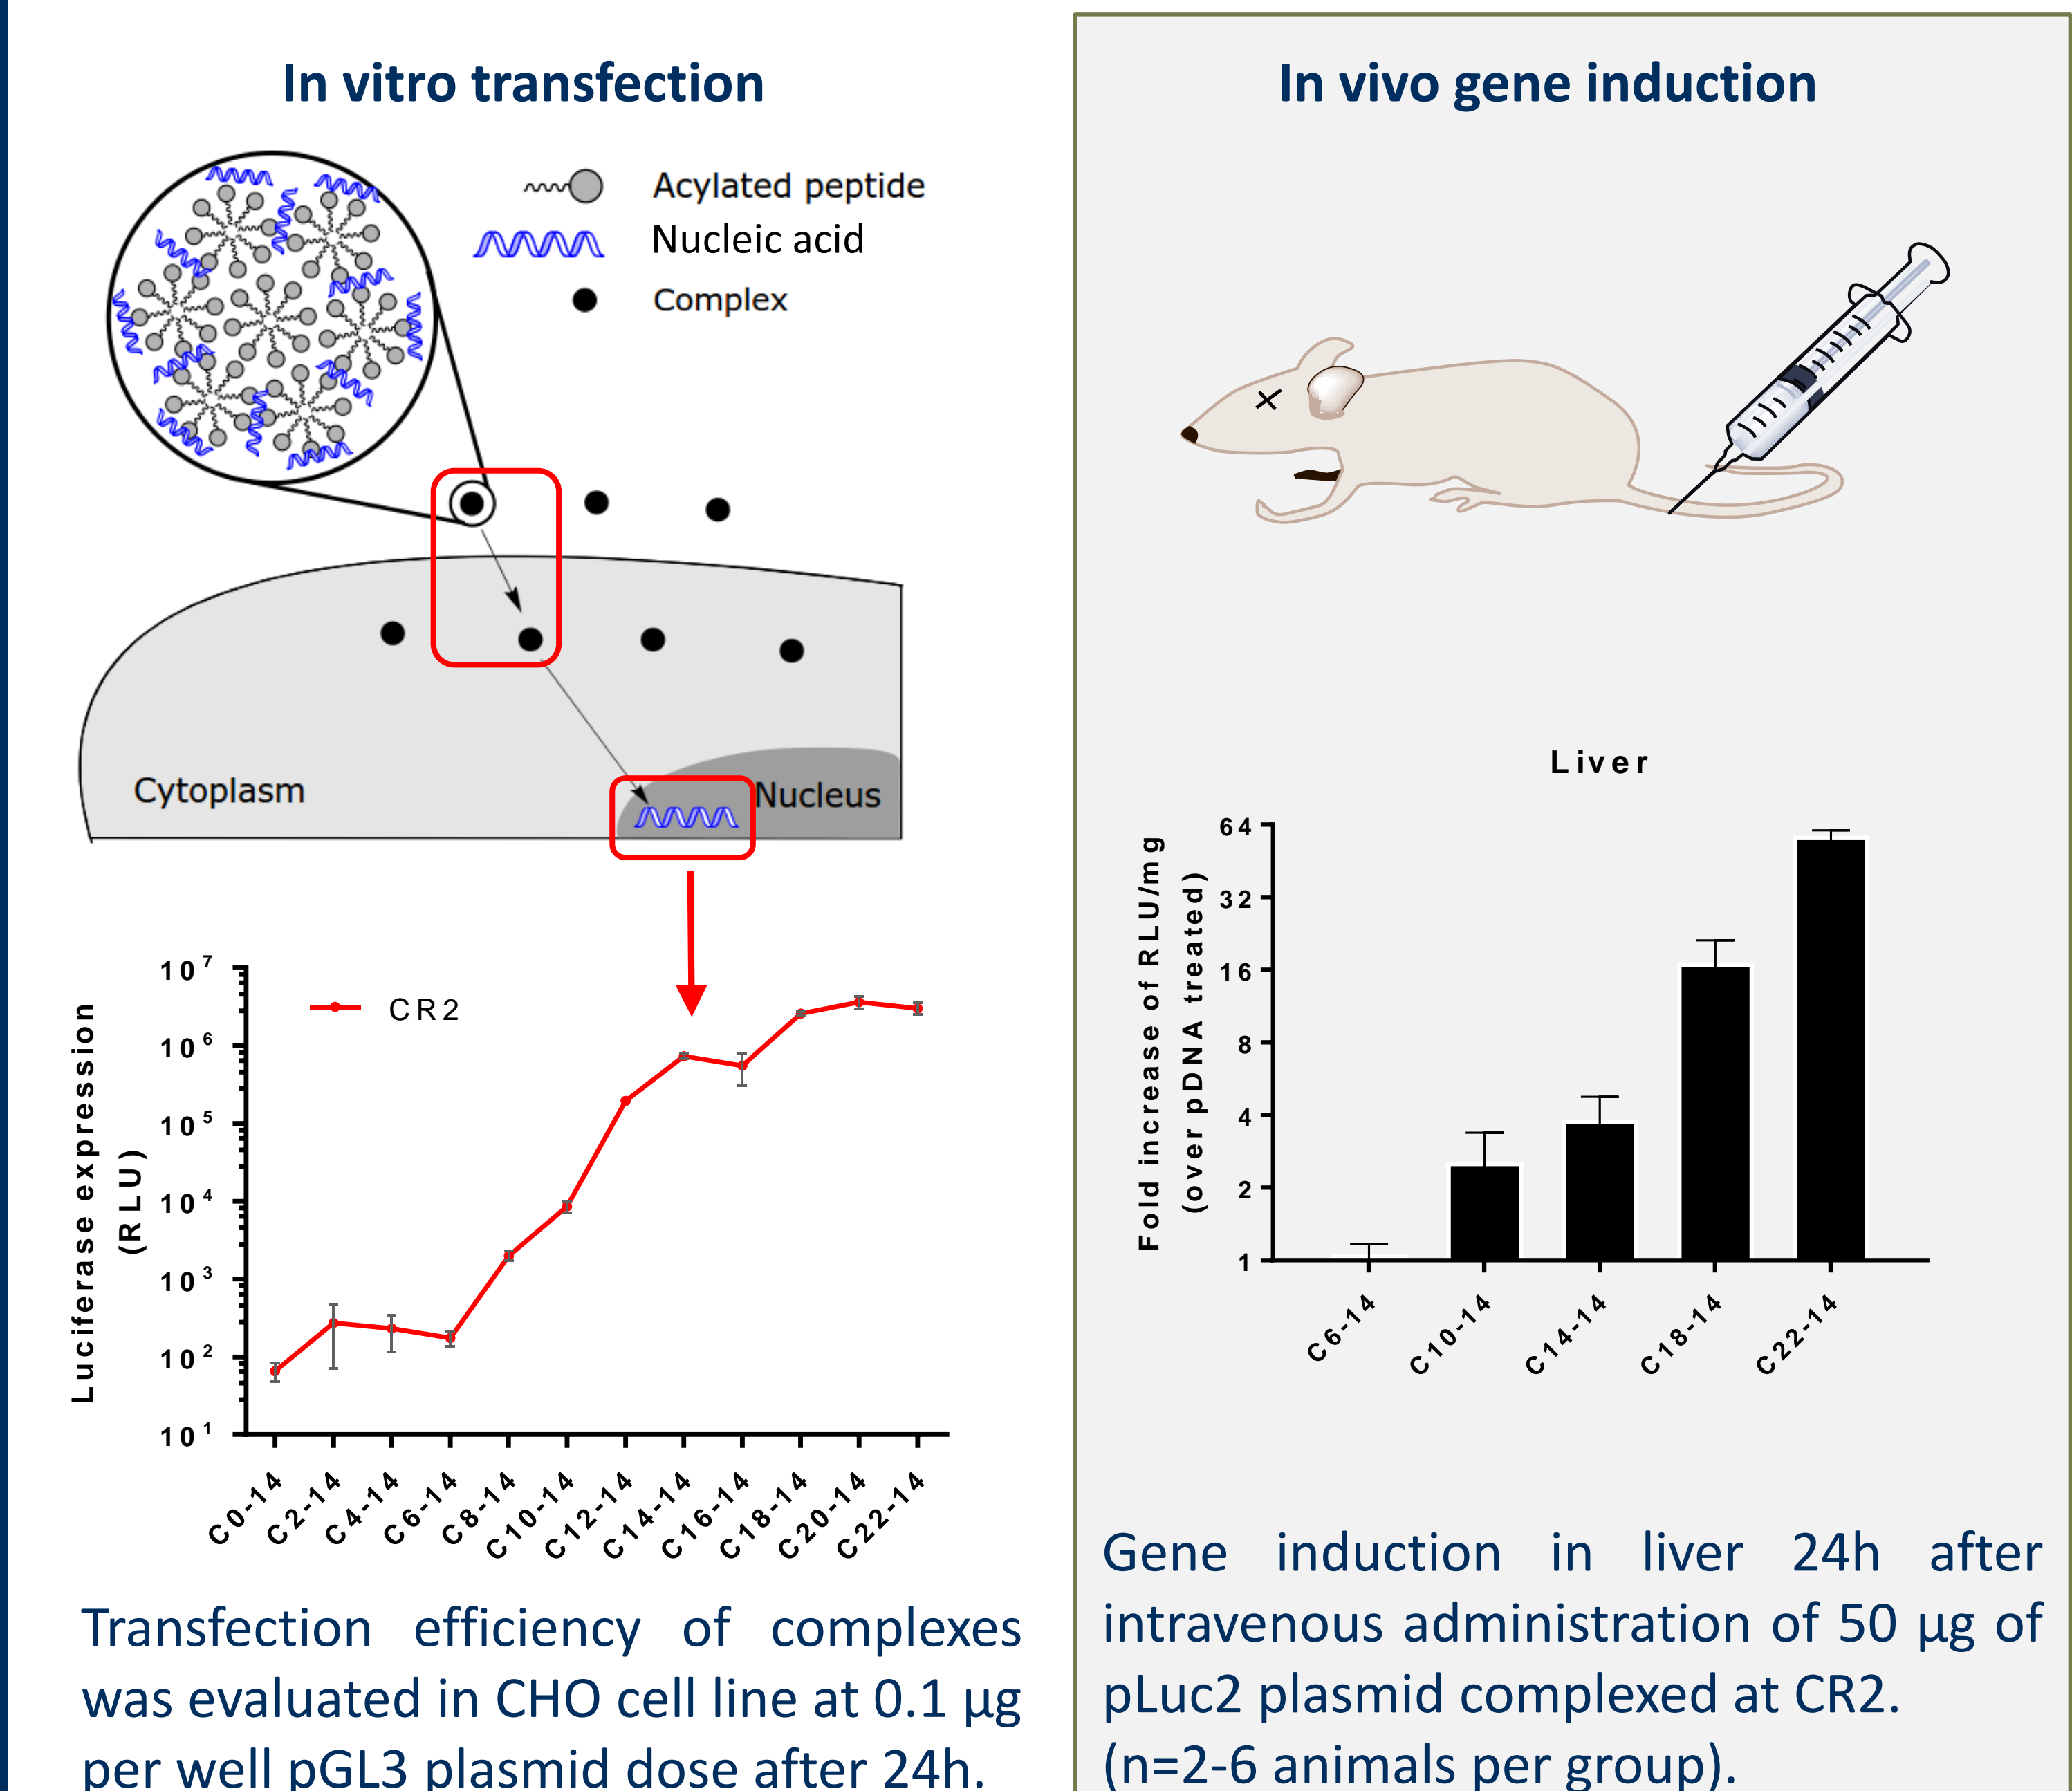 In vitro transfection
Acylated peptide
Nucleic acid
Complex
Cytoplasm
Nucleus
Luciferase expression
(RLU)
10⁷
10⁶
10⁵
10⁴
10³
10²
10¹
CR2
C0-14
C2-14
C4-14
C6-14
C8-14
C10-14
C12-14
C14-14
C16-14
C18-14
C20-14
C22-14
Transfection efficiency of complexes
was evaluated in CHO cell line at 0.1 µg
per well pGL3 plasmid dose after 24h.
In vivo gene induction
Liver
Fold increase of RLU/mg
(over pDNA treated)
64
32
16
8
4
2
1
C6-14
C10-14
C14-14
C18-14
C22-14
Gene induction in liver 24h after
intravenous administration of 50 µg of
pLuc2 plasmid complexed at CR2.
(n=2-6 animals per group).